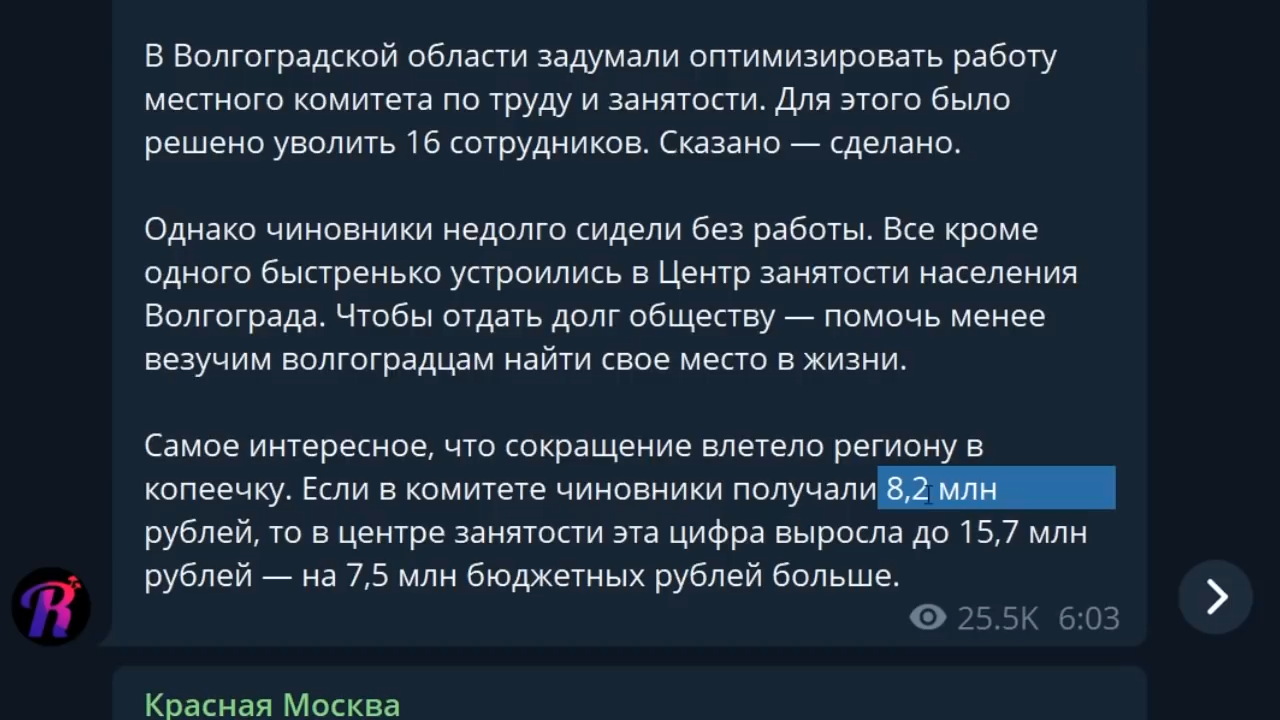 В Волгоградской области задумали оптимизировать работу
местного комитета по труду и занятости. Для этого было
решено уволить 16 сотрудников. Сказано — сделано.
Однако чиновники недолго сидели без работы. Все кроме
одного быстренько устроились в Центр занятости населения
Волгограда. Чтобы отдать долг обществу — помочь менее
везучим волгоградцам найти свое место в жизни.
Самое интересное, что сокращение влетело региону в
копеечку. Если в комитете чиновники получали 8,2 млн
рублей, то в центре занятости эта цифра выросла до 15,7 млн
рублей — на 7,5 млн бюджетных рублей больше.
25.5K 6:03
Красная Москва